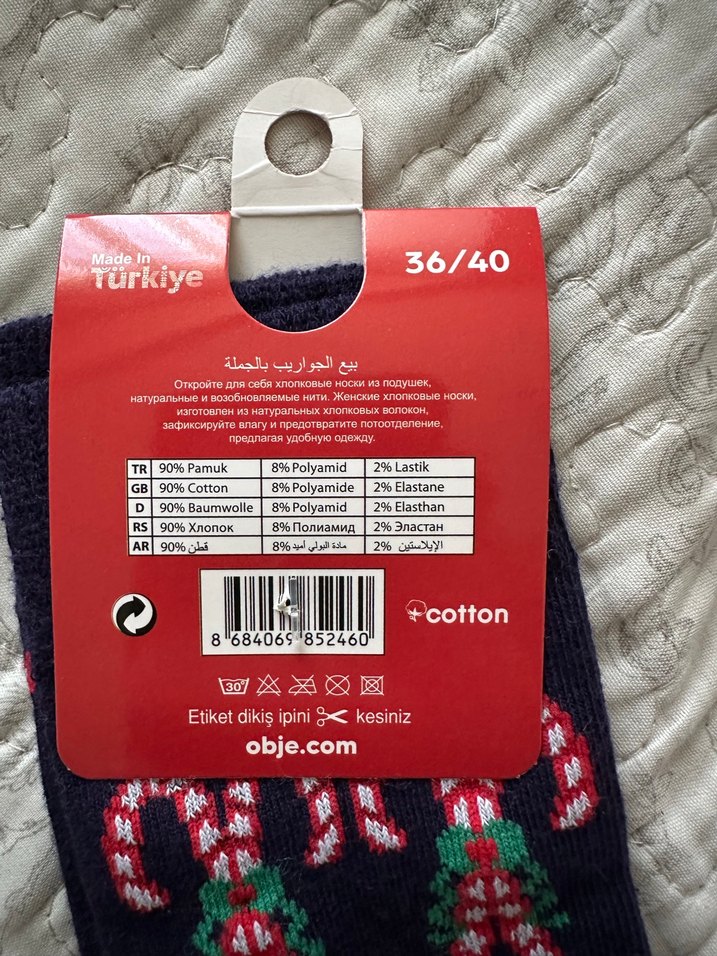 Made In
Türkiye
36/40
بيع الجواريب بالجملة
Откройте для себя хлопковые носки из подушек,
натуральные и возобновляемые нити. Женские хлопковые носки,
изготовлен из натуральных хлопковых волокон,
зафиксируйте влагу и предотвратите потоотделение,
предлагая удобную одежду.
TR 90% Pamuk 8% Polyamid 2% Lastik
GB 90% Cotton 8% Polyamide 2% Elastane
D 90% Baumwolle 8% Polyamid 2% Elasthan
RS 90% Хлопок 8% Полиамид 2% Эластан
AR 90% قطن 8% مادة البولي أميد 2% الإيلاستين
8 684069 852460
cotton
30°
Etiket dikiş ipini kesiniz
obje.com